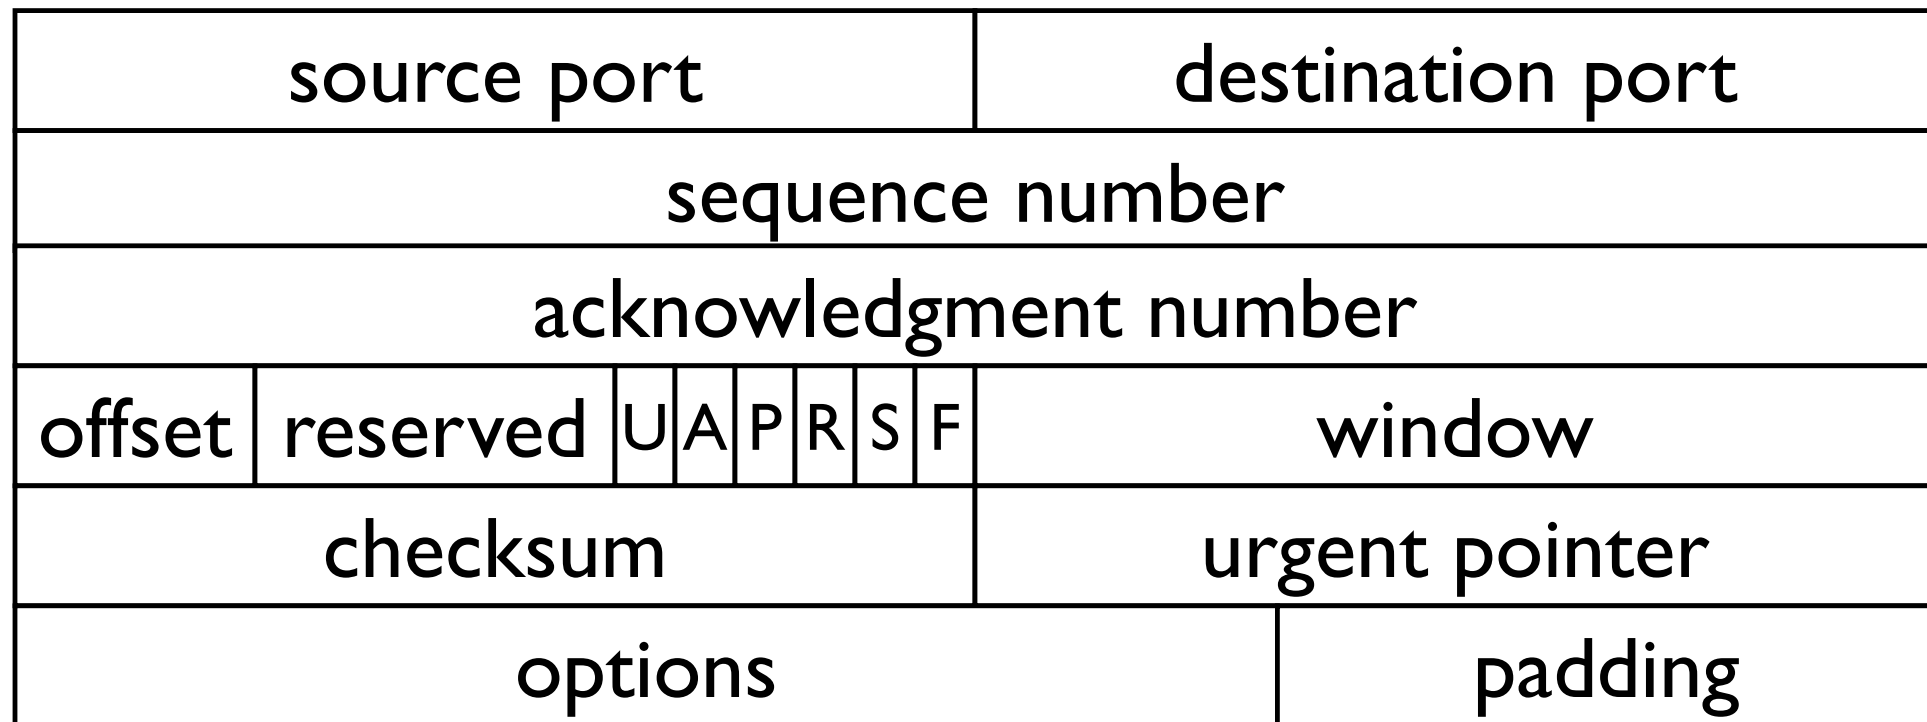 source port destination port
sequence number
acknowledgment number
offset reserved U A P R S F window
checksum urgent pointer
options padding